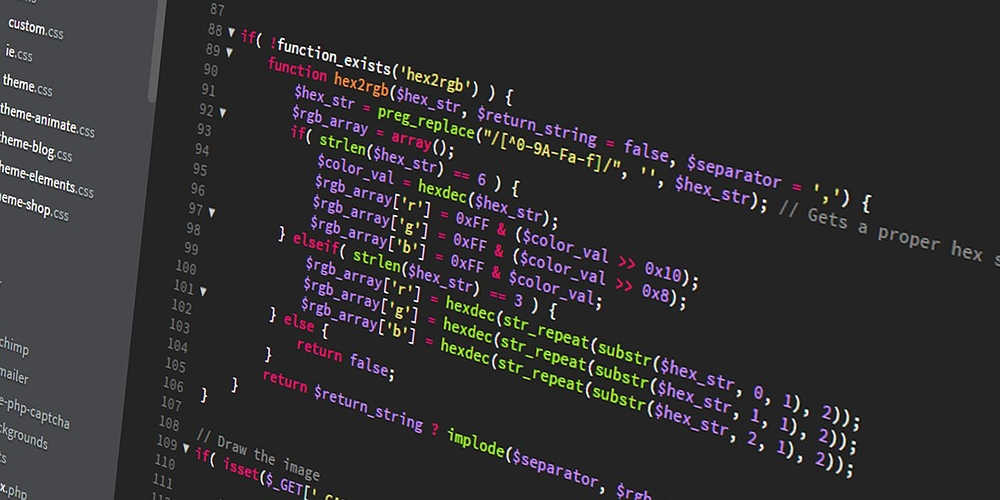 custom.css
ie.css
theme.css
theme-animate.css
theme-blog.css
theme-elements.css
theme-shop.css
chimp
mailer
e-php-captcha
ckgrounds
ts
x.php
87
88 if( !function_exists('hex2rgb') ) {
89 function hex2rgb($hex_str, $return_string = false, $separator = ',') {
90 $hex_str = preg_replace("/[^0-9A-Fa-f]/", '', $hex_str); // Gets a proper hex s
91 $rgb_array = array();
92 if( strlen($hex_str) == 6 ) {
93 $color_val = hexdec($hex_str);
94 $rgb_array['r'] = 0xFF & ($color_val >> 0x10);
95 $rgb_array['g'] = 0xFF & ($color_val >> 0x8);
96 $rgb_array['b'] = 0xFF & $color_val;
97 } elseif( strlen($hex_str) == 3 ) {
98 $rgb_array['r'] = hexdec(str_repeat(substr($hex_str, 0, 1), 2));
99 $rgb_array['g'] = hexdec(str_repeat(substr($hex_str, 1, 1), 2));
100 $rgb_array['b'] = hexdec(str_repeat(substr($hex_str, 2, 1), 2));
101 } else {
102 return false;
103 }
104 return $return_string ? implode($separator, $rgb
105 }
106 }
107
108 // Draw the image
109 if( isset($_GET['
110
111